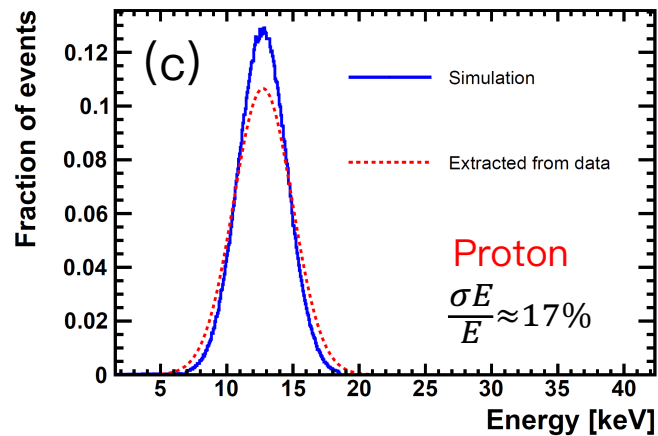 Fraction of events
0.12
0.1
0.08
0.06
0.04
0.02
0
(c)
Simulation
Extracted from data
Proton
σE/E≈17%
5 10 15 20 25 30 35 40
Energy [keV]